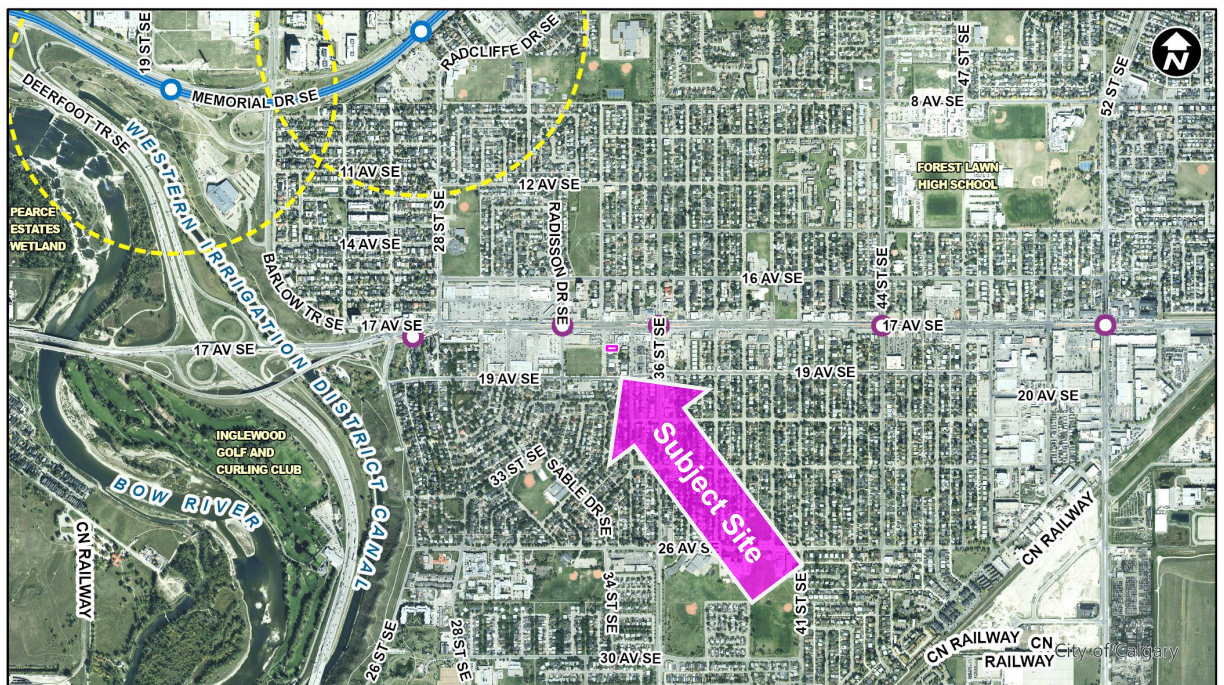 19 ST SE
RADCLIFFE DR SE
47 ST SE
52 ST SE
N
MEMORIAL DR SE
8 AV SE
DEERFOOT TR SE
WESTERN IRRIGATION DISTRICT CANAL
11 AV SE
12 AV SE
FOREST LAWN
HIGH SCHOOL
PEARCE
ESTATES
WETLAND
28 ST SE
RADISSON DR SE
14 AV SE
BARLOW TR SE
16 AV SE
44 ST SE
17 AV SE
17 AV SE
17 AV SE
36 ST SE
19 AV SE
19 AV SE
20 AV SE
INGLEWOOD
GOLF AND
CURLING CLUB
Subject Site
33 ST SE
SABLE DR SE
BOW RIVER
CN RAILWAY
CN RAILWAY
26 AV S
34 ST SE
41 ST SE
26 ST SE
28 ST SE
30 AV SE
CN RAILWAY
CN
RAILWAY
City of Calgary